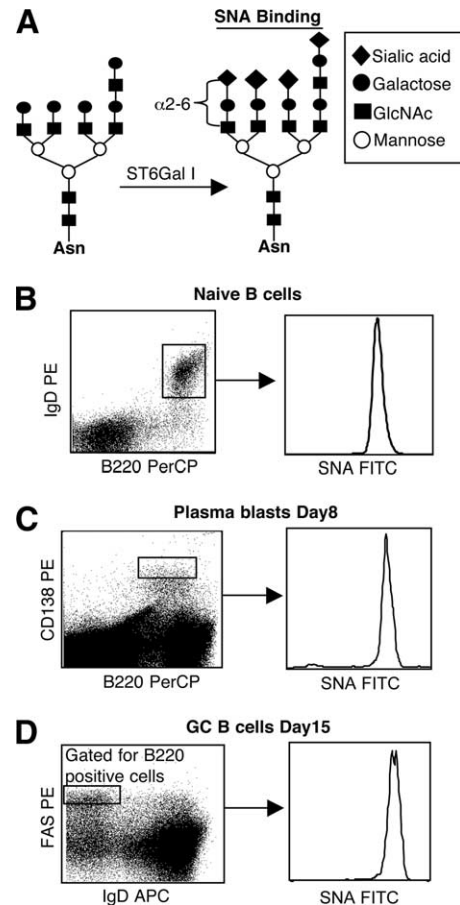 A
SNA Binding
Sialic acid
Galactose
GlcNAc
Mannose
α2-6
ST6Gal I
Asn
Asn
B
Naive B cells
IgD PE
B220 PerCP
SNA FITC
C
Plasma blasts Day8
CD138 PE
B220 PerCP
SNA FITC
D
GC B cells Day15
Gated for B220
positive cells
FAS PE
IgD APC
SNA FITC